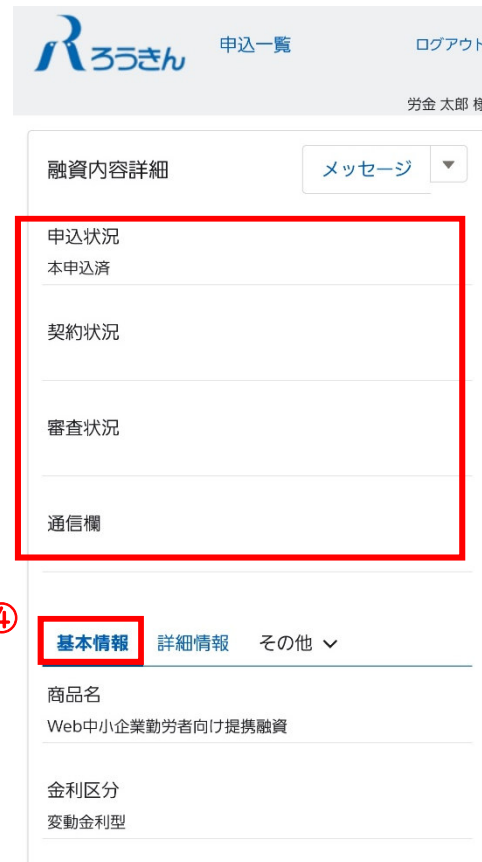 ろうきん 申込一覧 ログアウト
労金 太郎 様
融資内容詳細 メッセージ
申込状況
本申込済
契約状況
審査状況
通信欄
④
基本情報 詳細情報 その他
商品名
Web中小企業勤労者向け提携融資
金利区分
変動金利型